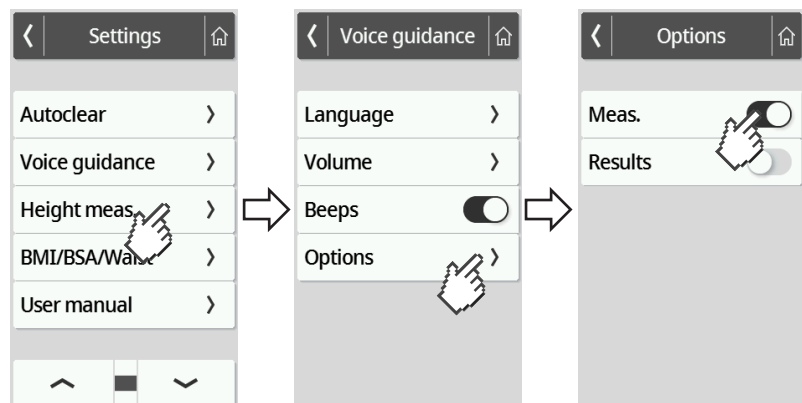 Settings
Autoclear
Voice guidance
Height meas.
BMI/BSA/Waist
User manual
Voice guidance
Language
Volume
Beeps
Options
Options
Meas.
Results